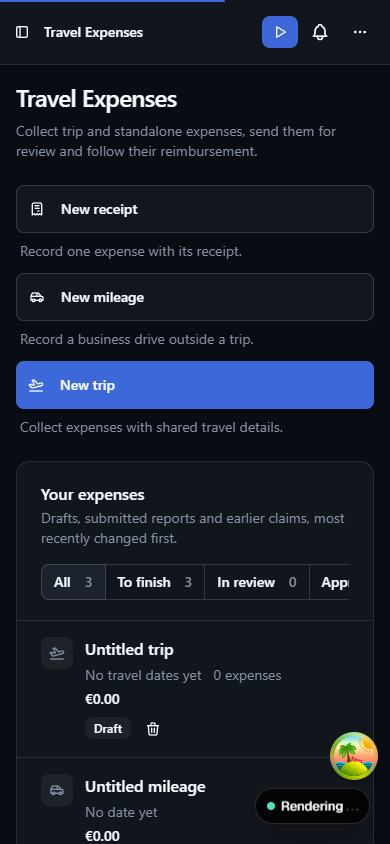 Travel Expenses
Travel Expenses
Collect trip and standalone expenses, send them for
review and follow their reimbursement.
New receipt
Record one expense with its receipt.
New mileage
Record a business drive outside a trip.
New trip
Collect expenses with shared travel details.
Your expenses
Drafts, submitted reports and earlier claims, most
recently changed first.
All 3 To finish 3 In review 0
Untitled trip
No travel dates yet 0 expenses
€0.00
Draft
Untitled mileage
No date yet
Rendering ...
€0.00